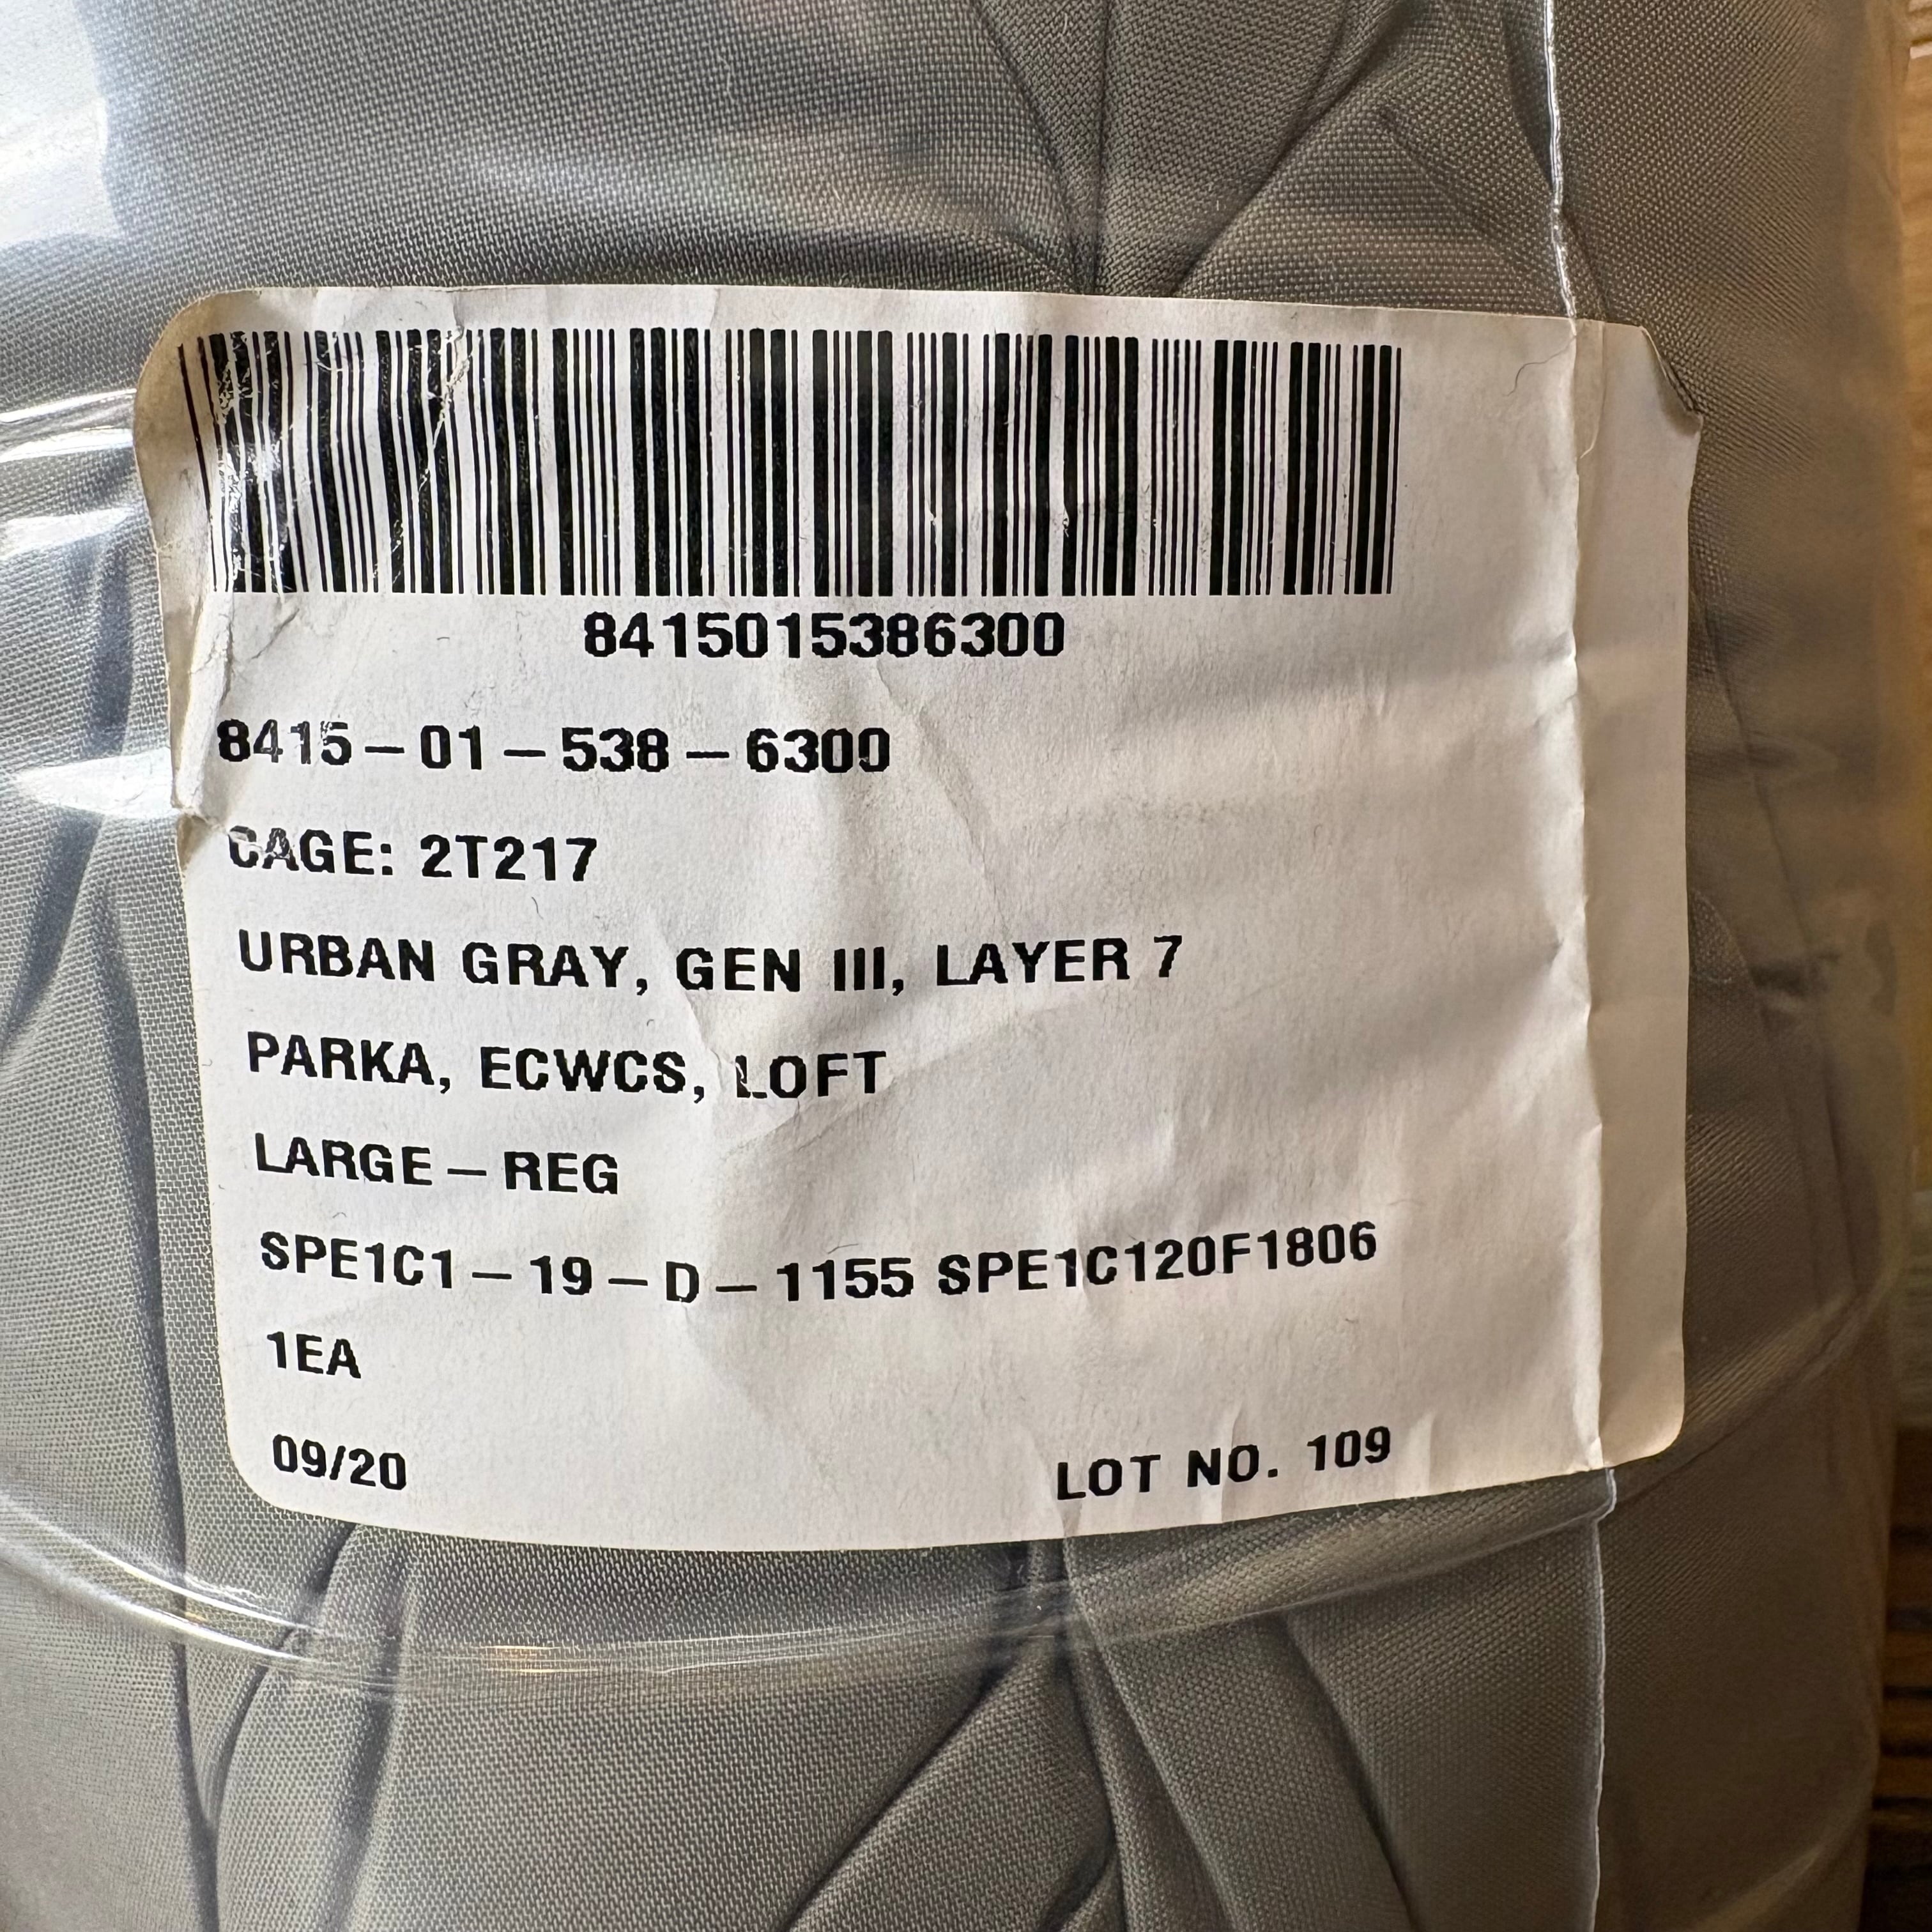 8415015386300
8415-01-538-6300
CAGE: 2T217
URBAN GRAY, GEN III, LAYER 7
PARKA, ECWCS, LOFT
LARGE-REG
SPE1C1-19-D-1155 SPE1C120F1806
1EA
09/20 LOT NO. 109